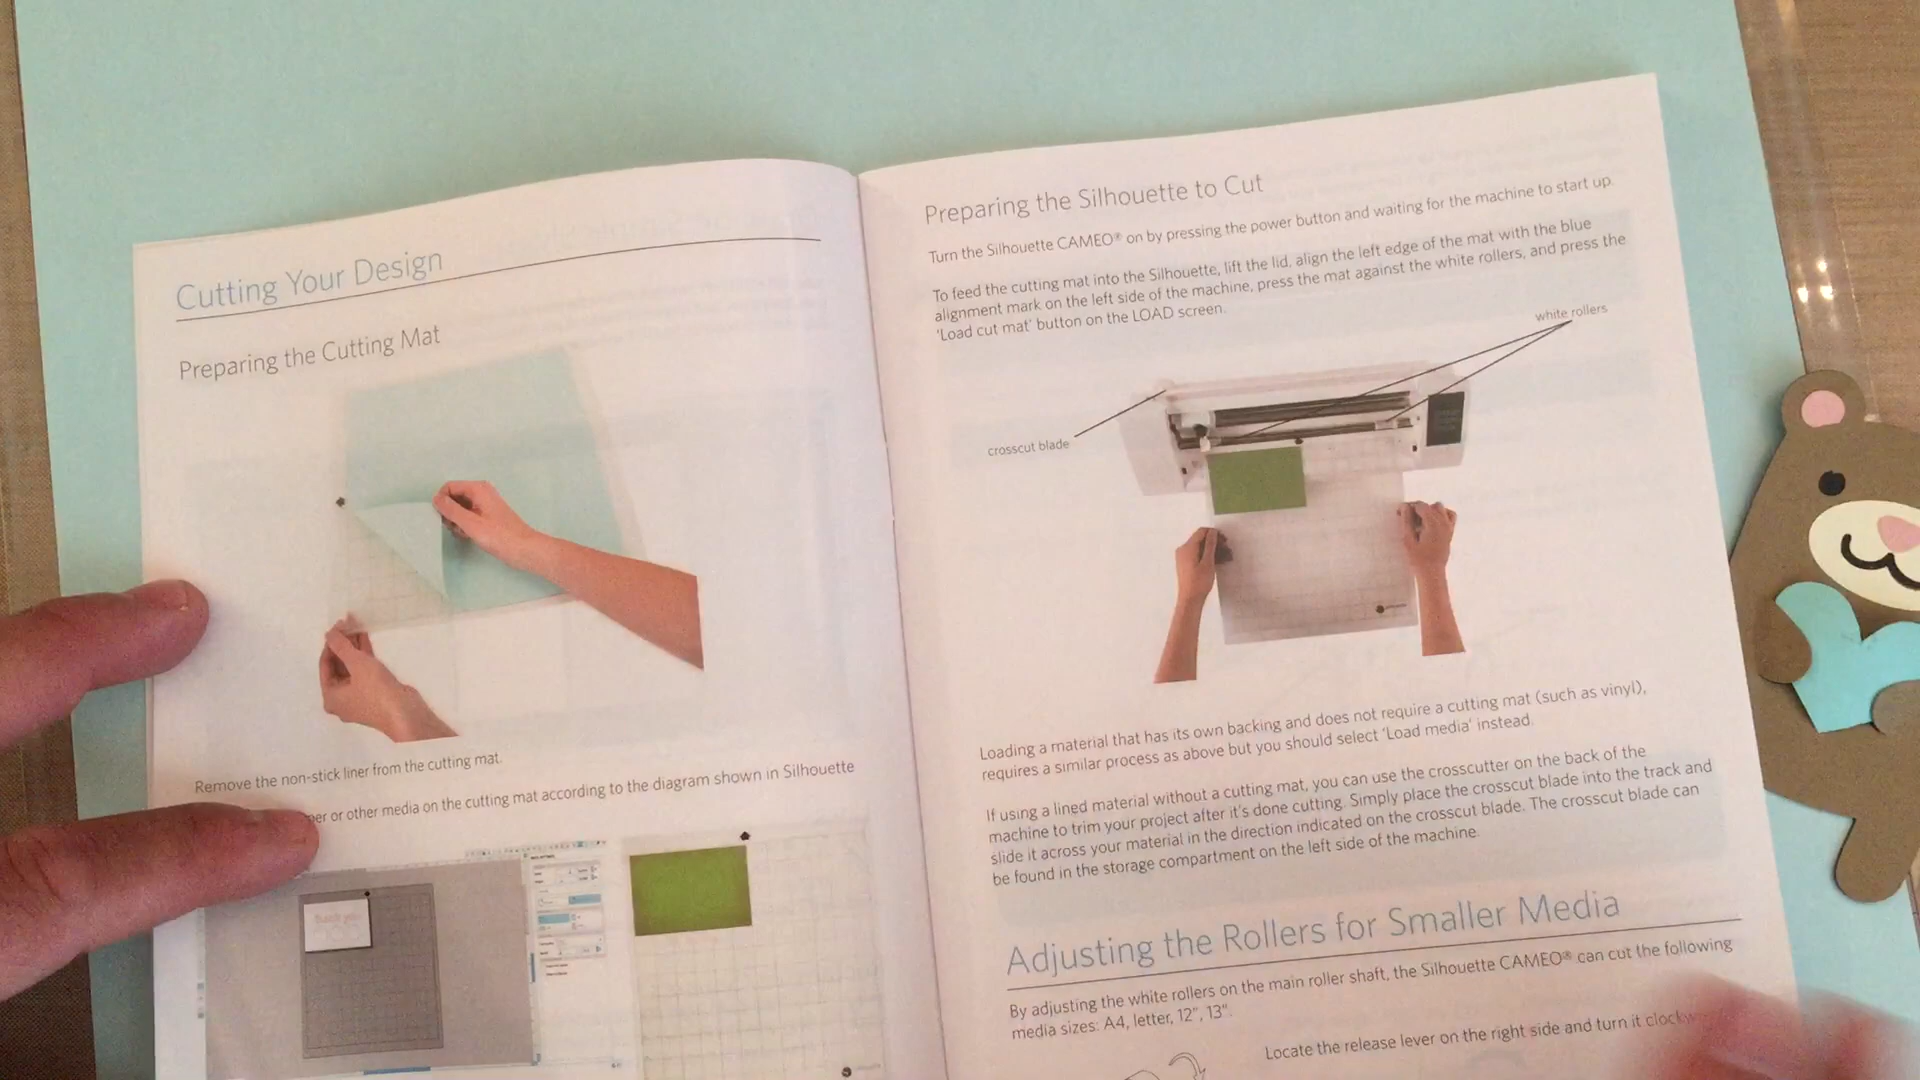 Cutting Your Design
Preparing the Cutting Mat
Remove the non-stick liner from the cutting mat.
or other media on the cutting mat according to the diagram shown in Silhouette
Preparing the Silhouette to Cut
Turn the Silhouette CAMEO® on by pressing the power button and waiting for the machine to start up.
To feed the cutting mat into the Silhouette, lift the lid, align the left edge of the mat with the blue
alignment mark on the left side of the machine, press the mat against the white rollers, and press the
'Load cut mat' button on the LOAD screen.
white rollers
crosscut blade
Loading a material that has its own backing and does not require a cutting mat (such as vinyl),
requires a similar process as above but you should select 'Load media' instead.
If using a lined material without a cutting mat, you can use the crosscutter on the back of the
machine to trim your project after it's done cutting. Simply place the crosscut blade into the track and
slide it across your material in the direction indicated on the crosscut blade. The crosscut blade can
be found in the storage compartment on the left side of the machine.
Adjusting the Rollers for Smaller Media
By adjusting the white rollers on the main roller shaft, the Silhouette CAMEO® can cut the following
media sizes: A4, letter, 12", 13".
Locate the release lever on the right side and turn it